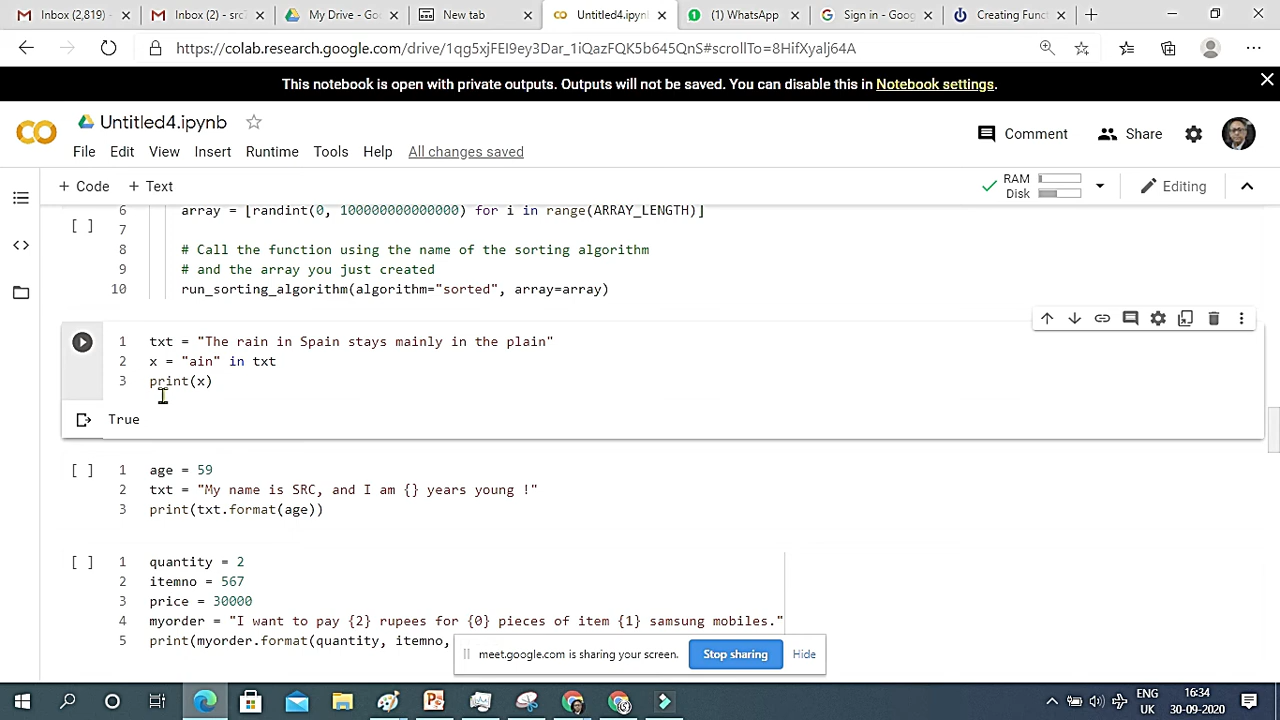 Inbox (2,819)
Inbox (2) - src
My Drive - Go
New tab
Untitled4.ipynb
(1) WhatsApp
Sign in - Goog
Creating Func
https://colab.research.google.com/drive/1qg5xjFEI9ey3Dar_1iQazFQK5b645QnS#scrollTo=8HifXyaIj64A
This notebook is open with private outputs. Outputs will not be saved. You can disable this in Notebook settings.
Untitled4.ipynb
Comment
Share
File Edit View Insert Runtime Tools Help All changes saved
+ Code + Text
RAM
Disk
Editing
6 array = [randint(0, 100000000000000) for i in range(ARRAY_LENGTH)]
[ ]
7
8 # Call the function using the name of the sorting algorithm
9 # and the array you just created
10 run_sorting_algorithm(algorithm="sorted", array=array)
1 txt = "The rain in Spain stays mainly in the plain"
2 x = "ain" in txt
3 print(x)
True
[ ] 1 age = 59
2 txt = "My name is SRC, and I am {} years young !"
3 print(txt.format(age))
[ ] 1 quantity = 2
2 itemno = 567
3 price = 30000
4 myorder = "I want to pay {2} rupees for {0} pieces of item {1} samsung mobiles."
5 print(myorder.format(quantity, itemno,
meet.google.com is sharing your screen.
Stop sharing
Hide
ENG
UK
16:34
30-09-2020